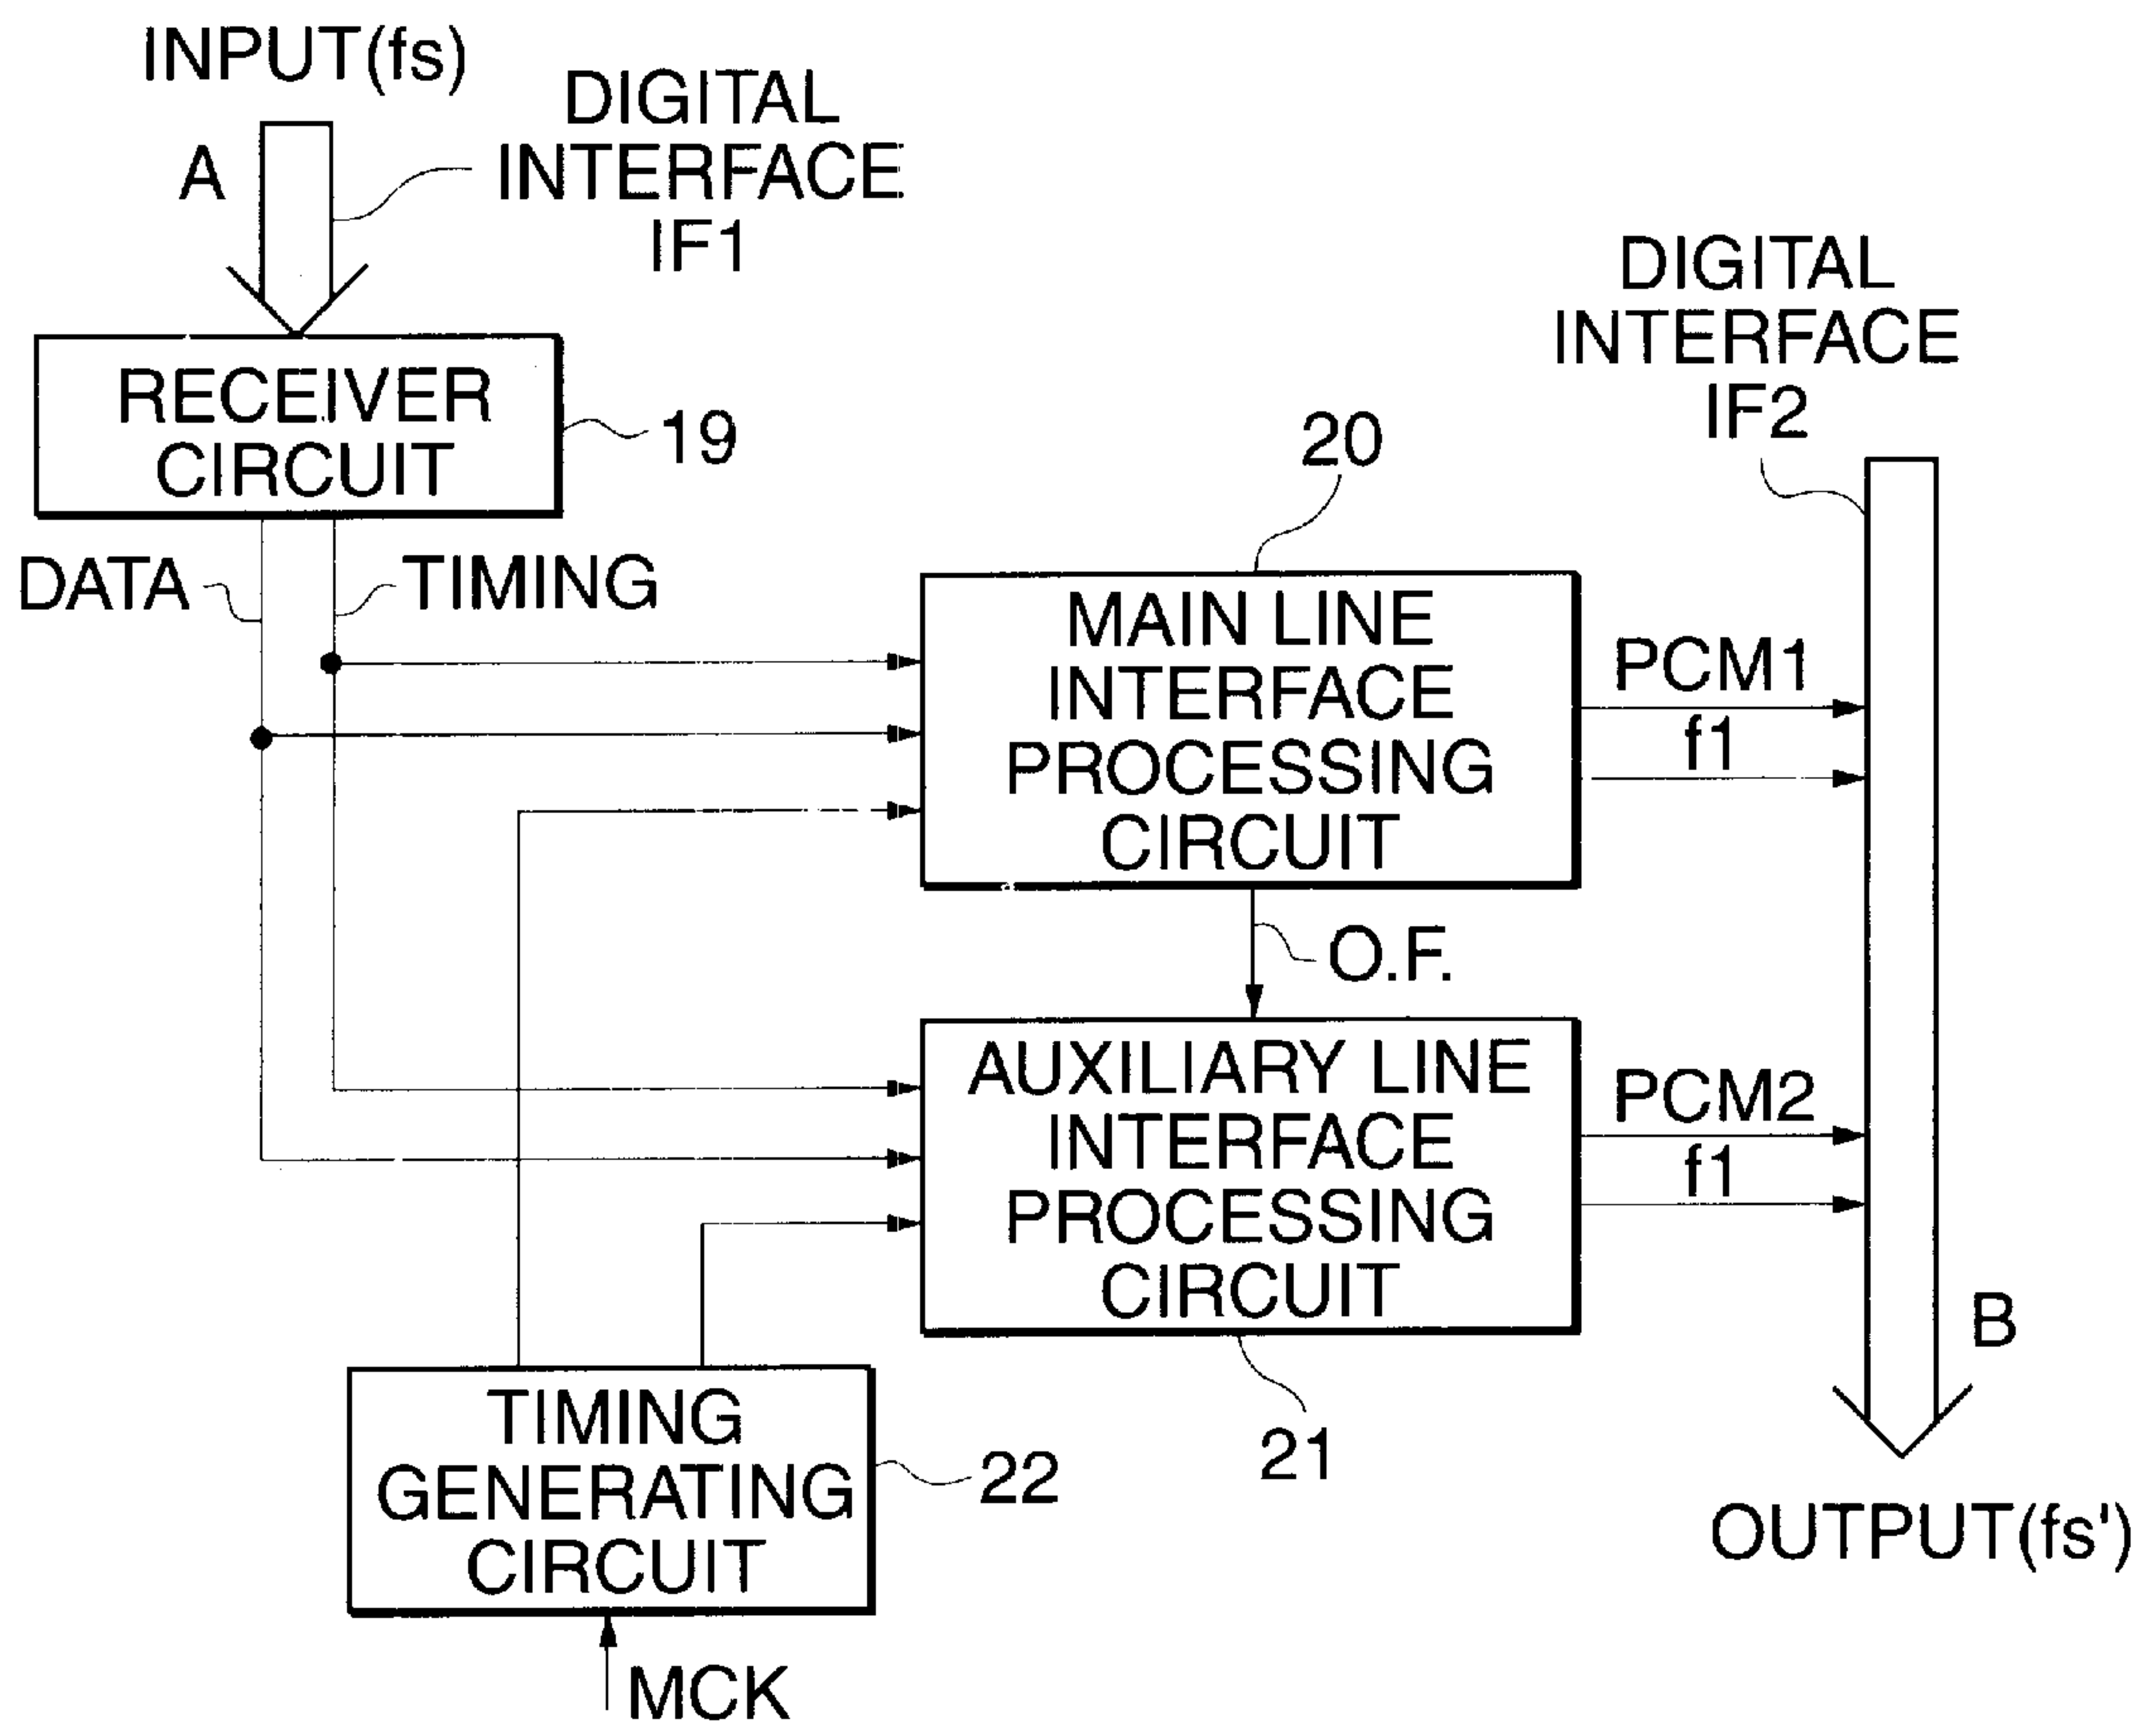 INPUT(fs)
A
DIGITAL
INTERFACE
IF1
RECEIVER
CIRCUIT
19
DATA
TIMING
20
DIGITAL
INTERFACE
IF2
MAIN LINE
INTERFACE
PROCESSING
CIRCUIT
PCM1
f1
O.F.
AUXILIARY LINE
INTERFACE
PROCESSING
CIRCUIT
PCM2
f1
B
21
TIMING
GENERATING
CIRCUIT
22
OUTPUT(fs')
MCK